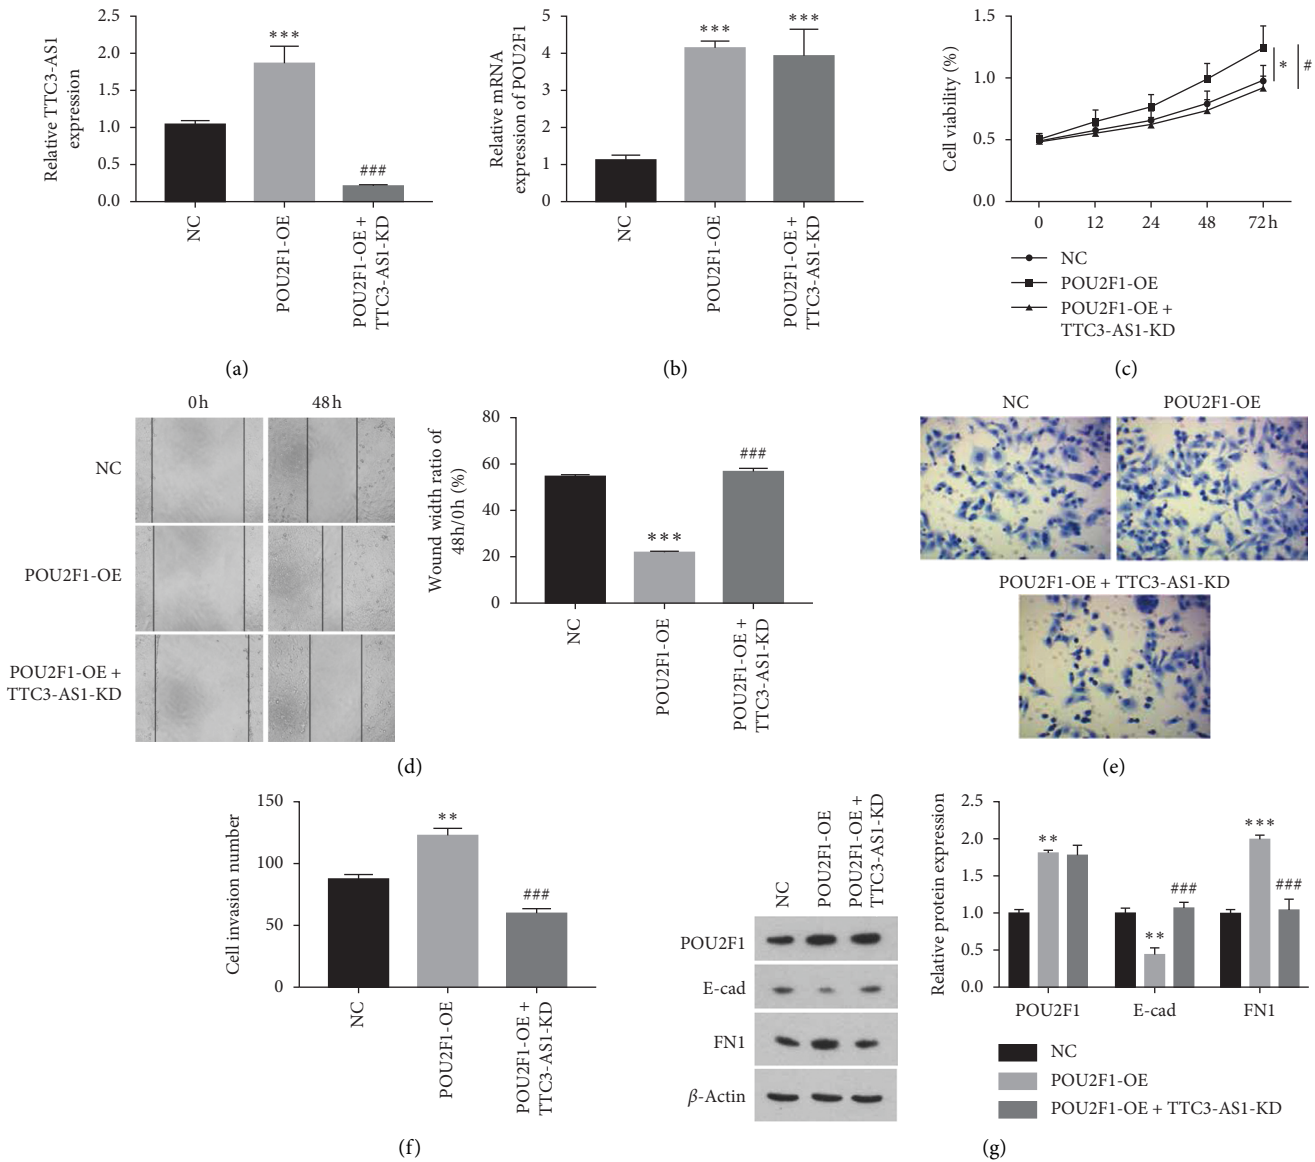 Relative TTC3-AS1
expression
2.5
2.0
1.5
1.0
0.5
0.0
***
###
NC
POU2F1-OE
POU2F1-OE +
TTC3-AS1-KD
(a)
Relative mRNA
expression of POU2F1
5
4
3
2
1
0
***
***
NC
POU2F1-OE
POU2F1-OE +
TTC3-AS1-KD
(b)
Cell viability (%)
1.5
1.0
0.5
0.0
* #
0 12 24 48 72 h
NC
POU2F1-OE
POU2F1-OE +
TTC3-AS1-KD
(c)
0 h 48 h
NC
POU2F1-OE
POU2F1-OE +
TTC3-AS1-KD
Wound width ratio of
48h/0h (%)
80
60
40
20
0
***
###
NC
POU2F1-OE
POU2F1-OE +
TTC3-AS1-KD
(d)
NC POU2F1-OE
POU2F1-OE + TTC3-AS1-KD
(e)
Cell invasion number
150
100
50
0
**
###
NC
POU2F1-OE
POU2F1-OE +
TTC3-AS1-KD
(f)
NC
POU2F1-OE
POU2F1-OE +
TTC3-AS1-KD
POU2F1
E-cad
FN1
β-Actin
Relative protein expression
2.5
2.0
1.5
1.0
0.5
0.0
**
**
###
***
###
POU2F1 E-cad FN1
NC
POU2F1-OE
POU2F1-OE + TTC3-AS1-KD
(g)